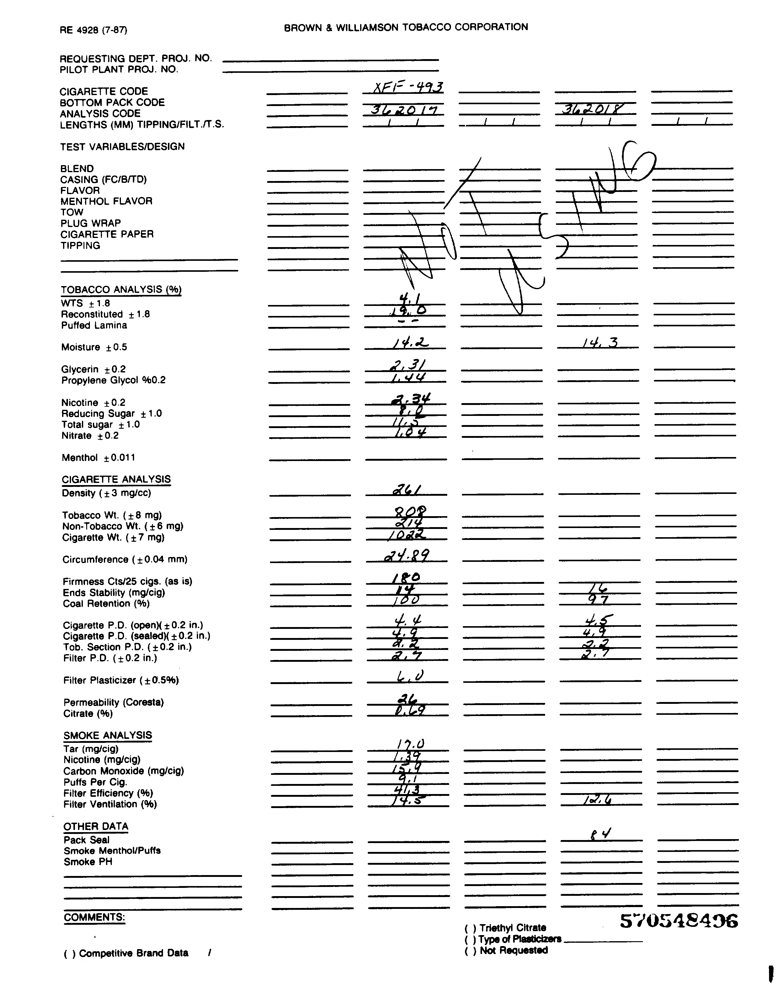 RE 4928 (7-87) BROWN & WILLIAMSON TOBACCO CORPORATION
REQUESTING DEPT. PROJ. NO.
PILOT PLANT PROJ. NO.
CIGARETTE CODE XFF-493
BOTTOM PACK CODE
ANALYSIS CODE 362017 362018
LENGTHS (MM) TIPPING/FILT./T.S. / / / / / / / /
TEST VARIABLES/DESIGN
BLEND
CASING (FC/B/TD)
FLAVOR
MENTHOL FLAVOR
TOW
PLUG WRAP
CIGARETTE PAPER
TIPPING
NOT USING
TOBACCO ANALYSIS (%)
WTS ±1.8 4.1
Reconstituted ±1.8 19.0
Puffed Lamina --
Moisture ±0.5 14.2 14.3
Glycerin ±0.2 2.31
Propylene Glycol %0.2 1.44
Nicotine ±0.2 2.34
Reducing Sugar ±1.0 8.0
Total sugar ±1.0 11.5
Nitrate ±0.2 1.04
Menthol ±0.011
CIGARETTE ANALYSIS
Density (±3 mg/cc) 261
Tobacco Wt. (±8 mg) 808
Non-Tobacco Wt. (±6 mg) 214
Cigarette Wt. (±7 mg) 1022
Circumference (±0.04 mm) 24.89
Firmness Cts/25 cigs. (as is) 180
Ends Stability (mg/cig) 14 16
Coal Retention (%) 100 97
Cigarette P.D. (open)(±0.2 in.) 4.4 4.5
Cigarette P.D. (sealed)(±0.2 in.) 4.9 4.9
Tob. Section P.D. (±0.2 in.) 2.2 2.2
Filter P.D. (±0.2 in.) 2.7 2.7
Filter Plasticizer (±0.5%) 6.0
Permeability (Coresta) 26
Citrate (%) 0.69
SMOKE ANALYSIS
Tar (mg/cig) 17.0
Nicotine (mg/cig) 1.39
Carbon Monoxide (mg/cig) 15.9
Puffs Per Cig. 9.1
Filter Efficiency (%) 41.3
Filter Ventilation (%) 14.5 12.6
OTHER DATA
Pack Seal 84
Smoke Menthol/Puffs
Smoke PH
COMMENTS:
570548496
( ) Triethyl Citrate
( ) Type of Plasticizers
( ) Competitive Brand Data / ( ) Not Requested